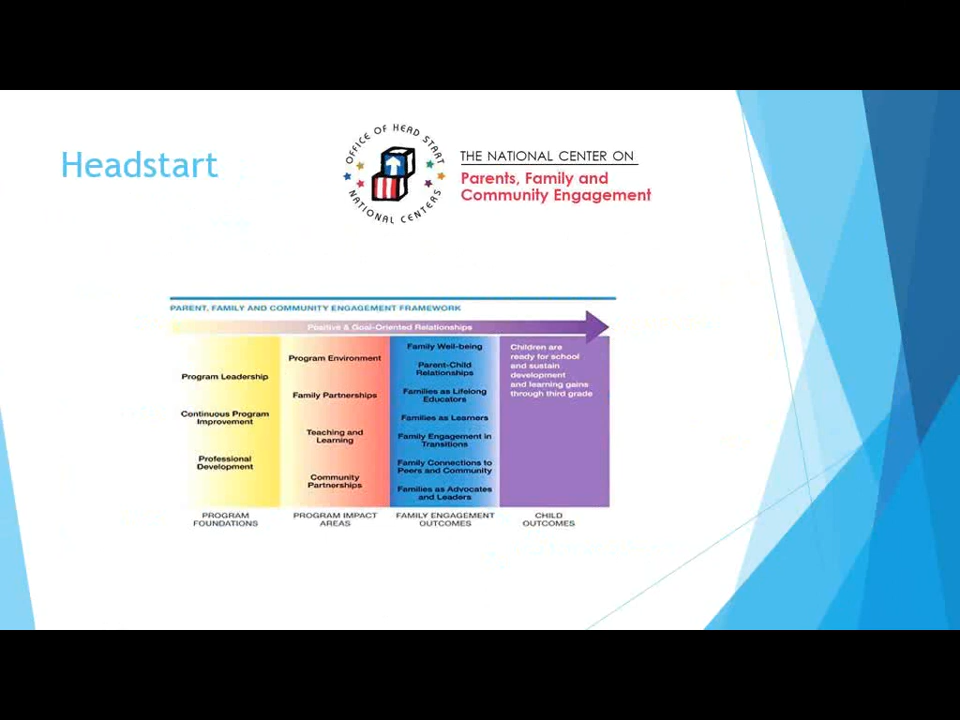 Headstart
OFFICE OF HEAD START
NATIONAL CENTERS
THE NATIONAL CENTER ON
Parents, Family and
Community Engagement
PARENT, FAMILY AND COMMUNITY ENGAGEMENT FRAMEWORK
Positive & Goal-Oriented Relationships
Program Leadership
Continuous Program
Improvement
Professional
Development
PROGRAM
FOUNDATIONS
Program Environment
Family Partnerships
Teaching and
Learning
Community
Partnerships
PROGRAM IMPACT
AREAS
Family Well-being
Parent-Child
Relationships
Families as Lifelong
Educators
Families as Learners
Family Engagement in
Transitions
Family Connections to
Peers and Community
Families as Advocates
and Leaders
FAMILY ENGAGEMENT
OUTCOMES
Children are
ready for school
and sustain
development
and learning gains
through third grade
CHILD
OUTCOMES